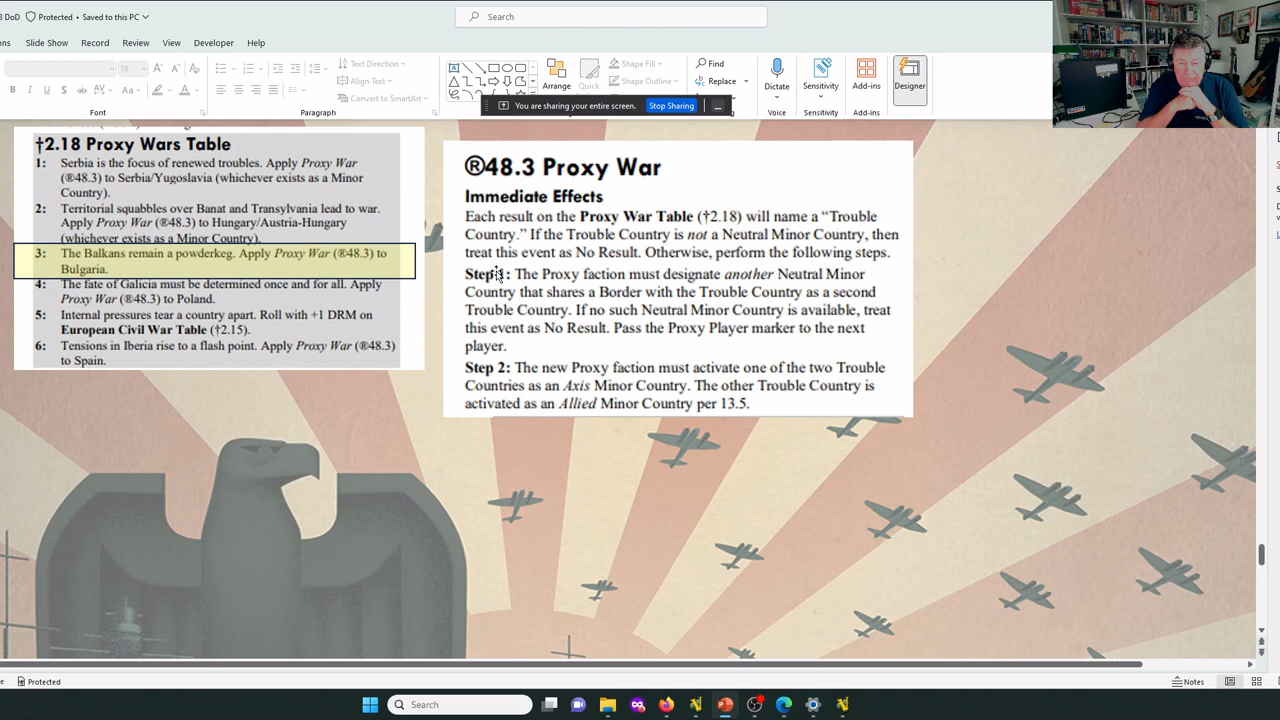 3 DoD Protected • Saved to this PC
Search
Slide Show Record Review View Developer Help
18
Text Direction
Align Text
Convert to SmartArt
Arrange
Quick
Shape Fill
Shape Outline
Find
Replace
Dictate
Sensitivity
Add-ins
Designer
You are sharing your entire screen. Stop Sharing
Font
Paragraph
Voice
Sensitivity
Add-ins
†2.18 Proxy Wars Table
1: Serbia is the focus of renewed troubles. Apply Proxy War
(®48.3) to Serbia/Yugoslavia (whichever exists as a Minor
Country).
2: Territorial squabbles over Banat and Transylvania lead to war.
Apply Proxy War (®48.3) to Hungary/Austria-Hungary
(whichever exists as a Minor Country).
3: The Balkans remain a powderkeg. Apply Proxy War (®48.3) to
Bulgaria.
4: The fate of Galicia must be determined once and for all. Apply
Proxy War (®48.3) to Poland.
5: Internal pressures tear a country apart. Roll with +1 DRM on
European Civil War Table (†2.15).
6: Tensions in Iberia rise to a flash point. Apply Proxy War (®48.3)
to Spain.
®48.3 Proxy War
Immediate Effects
Each result on the Proxy War Table (†2.18) will name a “Trouble
Country.” If the Trouble Country is not a Neutral Minor Country, then
treat this event as No Result. Otherwise, perform the following steps.
Step 1: The Proxy faction must designate another Neutral Minor
Country that shares a Border with the Trouble Country as a second
Trouble Country. If no such Neutral Minor Country is available, treat
this event as No Result. Pass the Proxy Player marker to the next
player.
Step 2: The new Proxy faction must activate one of the two Trouble
Countries as an Axis Minor Country. The other Trouble Country is
activated as an Allied Minor Country per 13.5.
Protected
Notes
Search